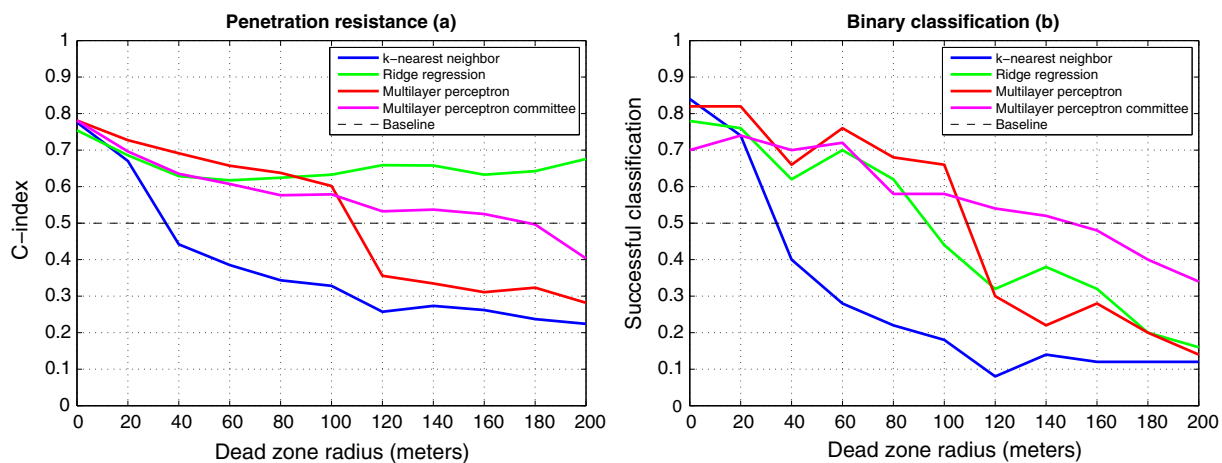 Penetration resistance (a)
1
0.9
0.8
0.7
0.6
0.5
0.4
0.3
0.2
0.1
0
C−index
k−nearest neighbor
Ridge regression
Multilayer perceptron
Multilayer perceptron committee
Baseline
0 20 40 60 80 100 120 140 160 180 200
Dead zone radius (meters)
Binary classification (b)
1
0.9
0.8
0.7
0.6
0.5
0.4
0.3
0.2
0.1
0
Successful classification
k−nearest neighbor
Ridge regression
Multilayer perceptron
Multilayer perceptron committee
Baseline
0 20 40 60 80 100 120 140 160 180 200
Dead zone radius (meters)